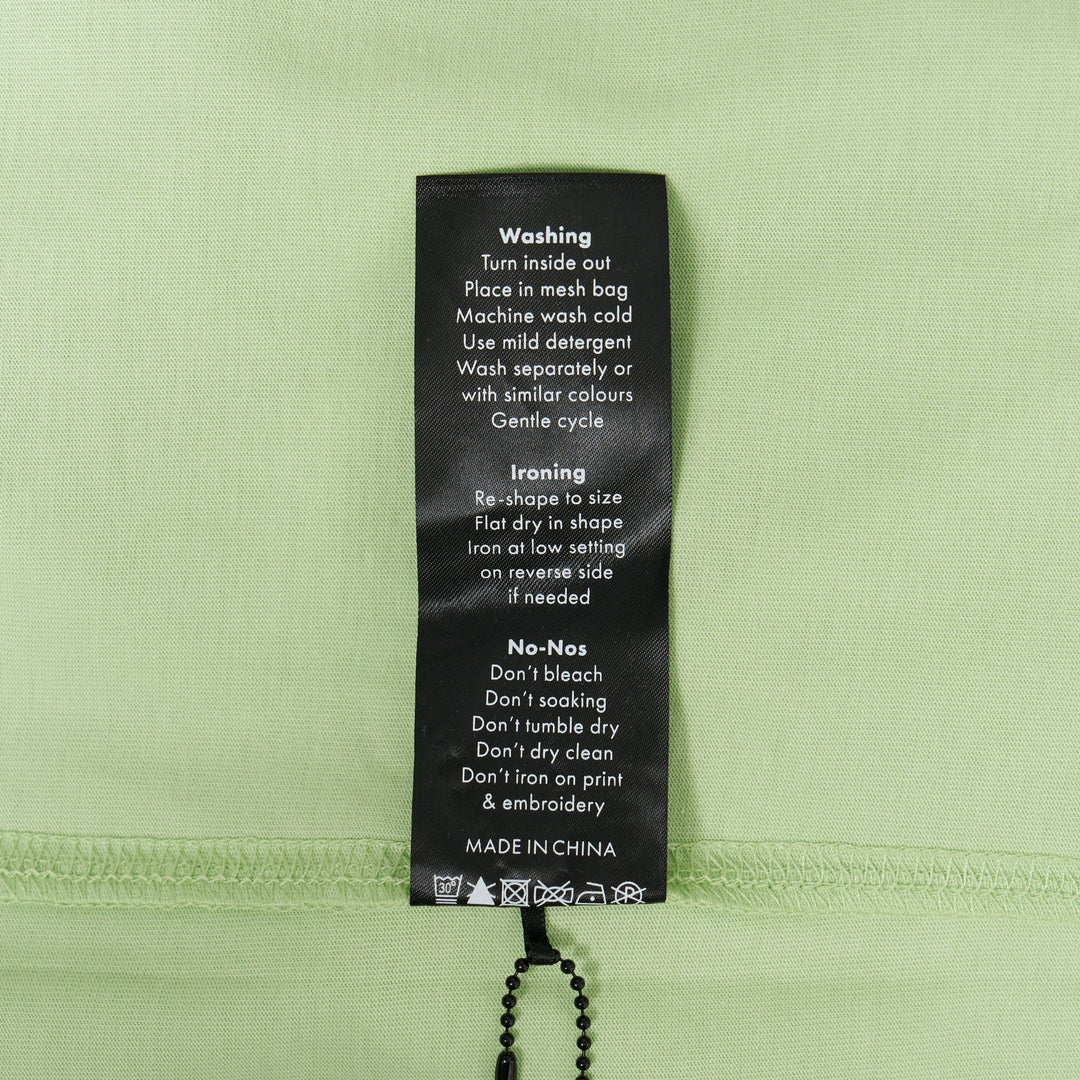 Washing
Turn inside out
Place in mesh bag
Machine wash cold
Use mild detergent
Wash separately or
with similar colours
Gentle cycle
Ironing
Re-shape to size
Flat dry in shape
Iron at low setting
on reverse side
if needed
No-Nos
Don't bleach
Don't soaking
Don't tumble dry
Don't dry clean
Don't iron on print
& embroidery
MADE IN CHINA
30° P